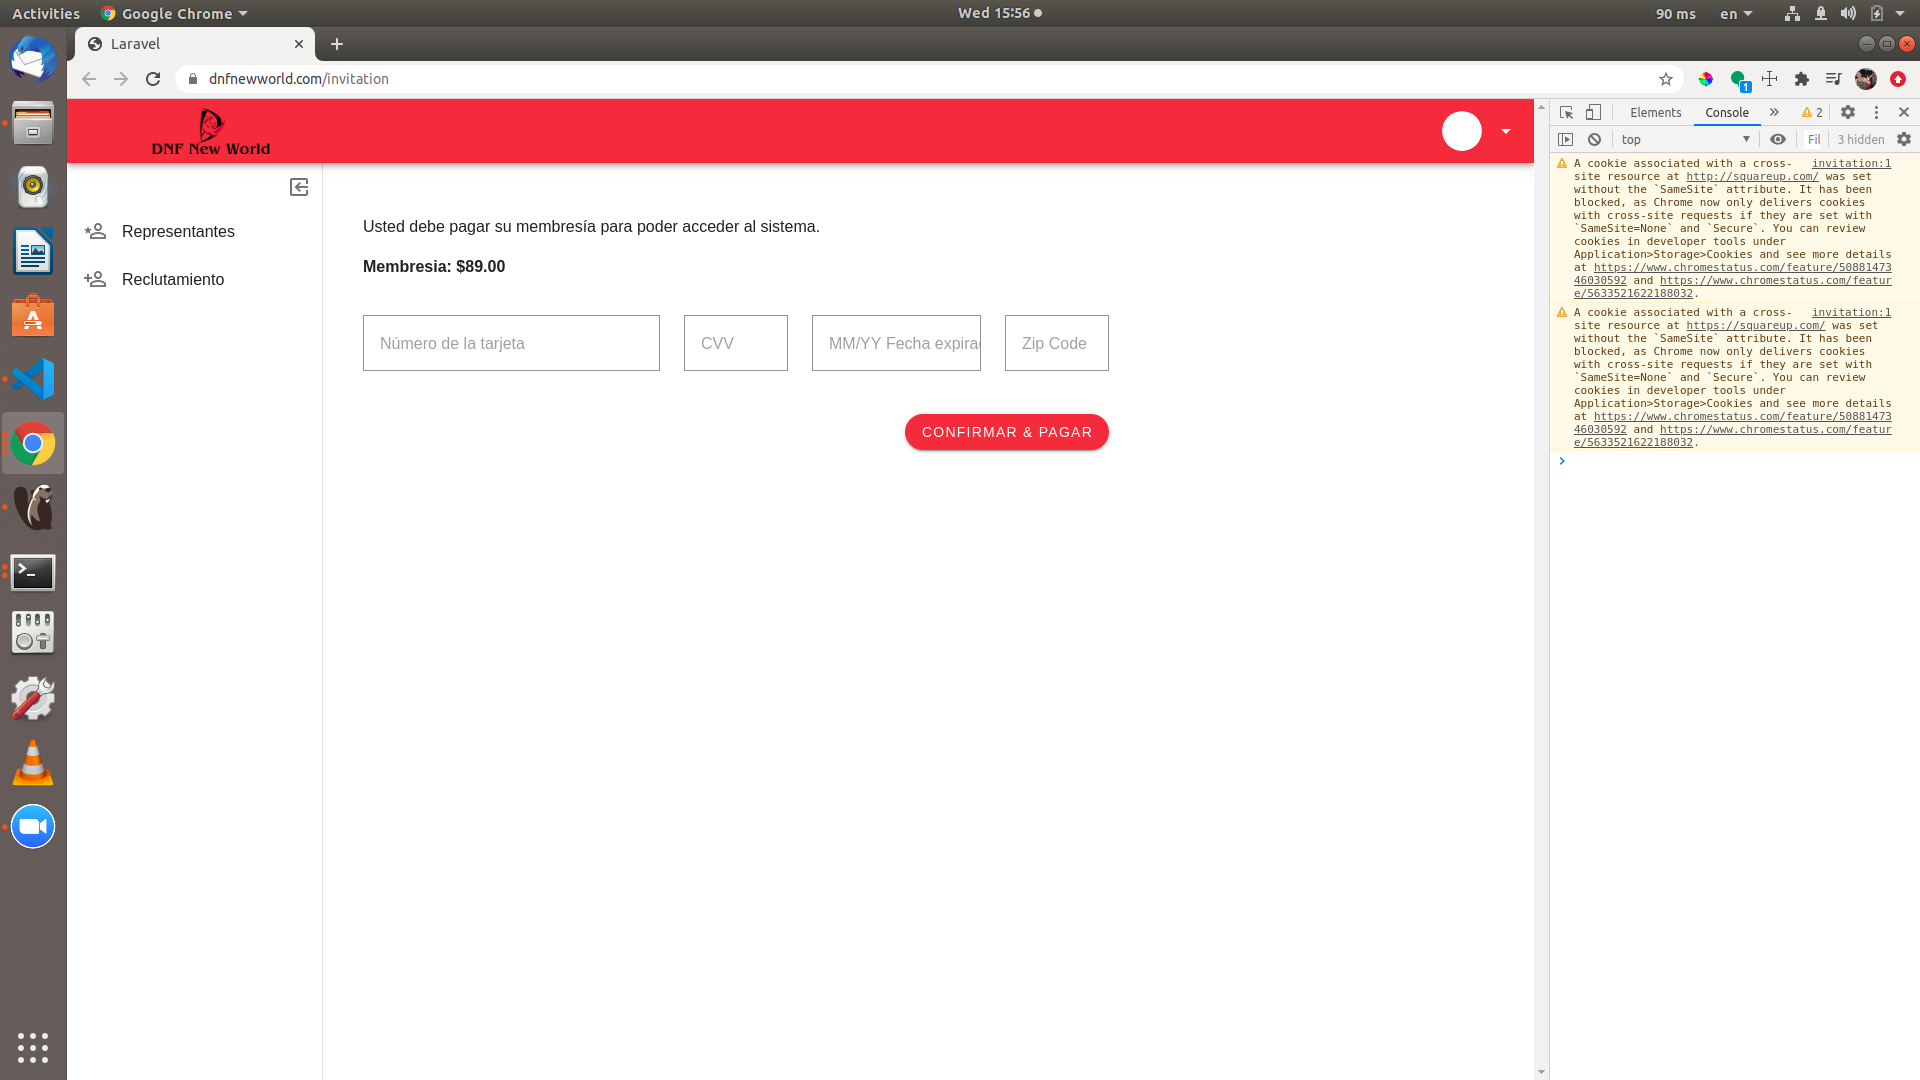 Activities
Google Chrome
Wed 15:56
90 ms
en
Laravel
dnfnewworld.com/invitation
DNF New World
Representantes
Reclutamiento
Usted debe pagar su membresía para poder acceder al sistema.
Membresia: $89.00
Número de la tarjeta
CVV
MM/YY Fecha expira
Zip Code
CONFIRMAR & PAGAR
Elements
Console
2
top
Fil
3 hidden
1
A cookie associated with a cross- invitation:1
site resource at http://squareup.com/ was set
without the `SameSite` attribute. It has been
blocked, as Chrome now only delivers cookies
with cross-site requests if they are set with
`SameSite=None` and `Secure`. You can review
cookies in developer tools under
Application>Storage>Cookies and see more details
at https://www.chromestatus.com/feature/50881473
46030592 and https://www.chromestatus.com/featur
e/5633521622188032.
A cookie associated with a cross- invitation:1
site resource at https://squareup.com/ was set
without the `SameSite` attribute. It has been
blocked, as Chrome now only delivers cookies
with cross-site requests if they are set with
`SameSite=None` and `Secure`. You can review
cookies in developer tools under
Application>Storage>Cookies and see more details
at https://www.chromestatus.com/feature/50881473
46030592 and https://www.chromestatus.com/featur
e/5633521622188032.